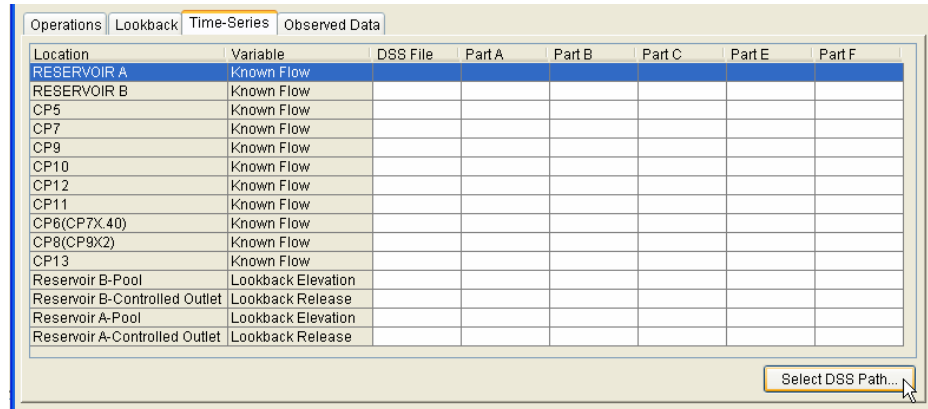 Operations Lookback Time-Series Observed Data
Location Variable DSS File Part A Part B Part C Part E Part F
RESERVOIR A Known Flow
RESERVOIR B Known Flow
CP5 Known Flow
CP7 Known Flow
CP9 Known Flow
CP10 Known Flow
CP12 Known Flow
CP11 Known Flow
CP6(CP7X.40) Known Flow
CP8(CP9X2) Known Flow
CP13 Known Flow
Reservoir B-Pool Lookback Elevation
Reservoir B-Controlled Outlet Lookback Release
Reservoir A-Pool Lookback Elevation
Reservoir A-Controlled Outlet Lookback Release
Select DSS Path...